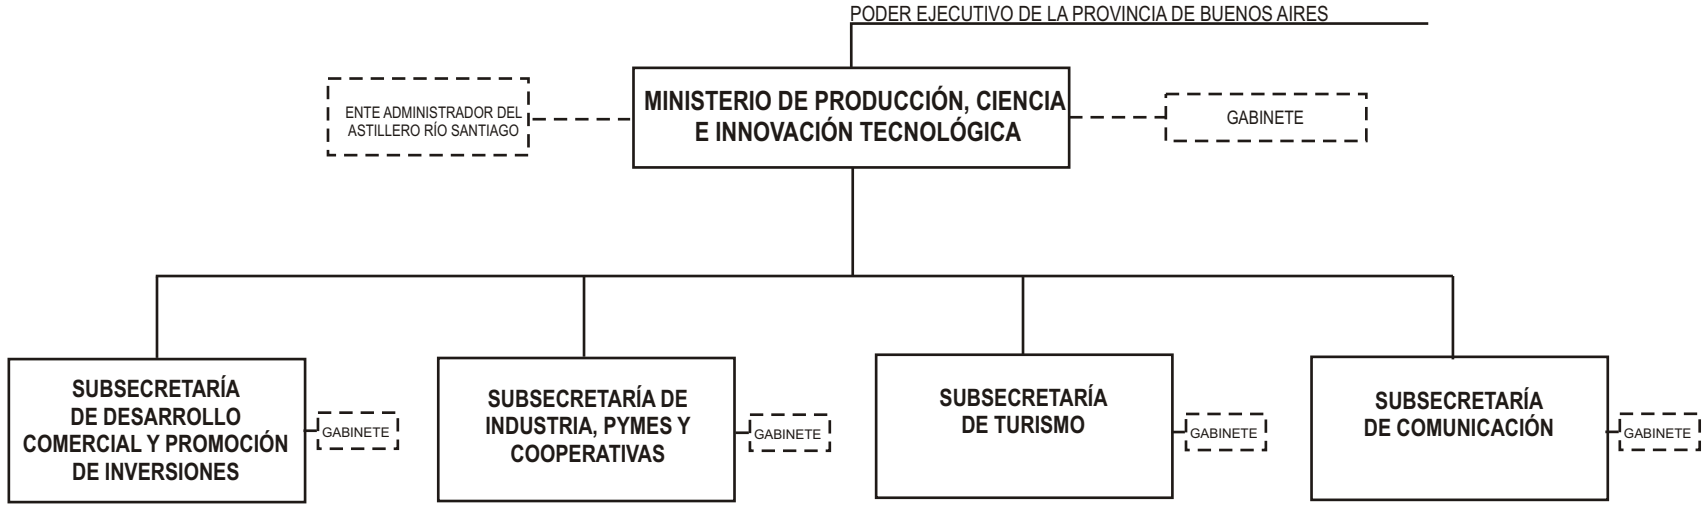 PODER EJECUTIVO DE LA PROVINCIA DE BUENOS AIRES
ENTE ADMINISTRADOR DEL
ASTILLERO RÍO SANTIAGO
MINISTERIO DE PRODUCCIÓN, CIENCIA
E INNOVACIÓN TECNOLÓGICA
GABINETE
SUBSECRETARÍA
DE DESARROLLO
COMERCIAL Y PROMOCIÓN
DE INVERSIONES
GABINETE
SUBSECRETARÍA DE
INDUSTRIA, PYMES Y
COOPERATIVAS
GABINETE
SUBSECRETARÍA
DE TURISMO
GABINETE
SUBSECRETARÍA
DE COMUNICACIÓN
GABINETE